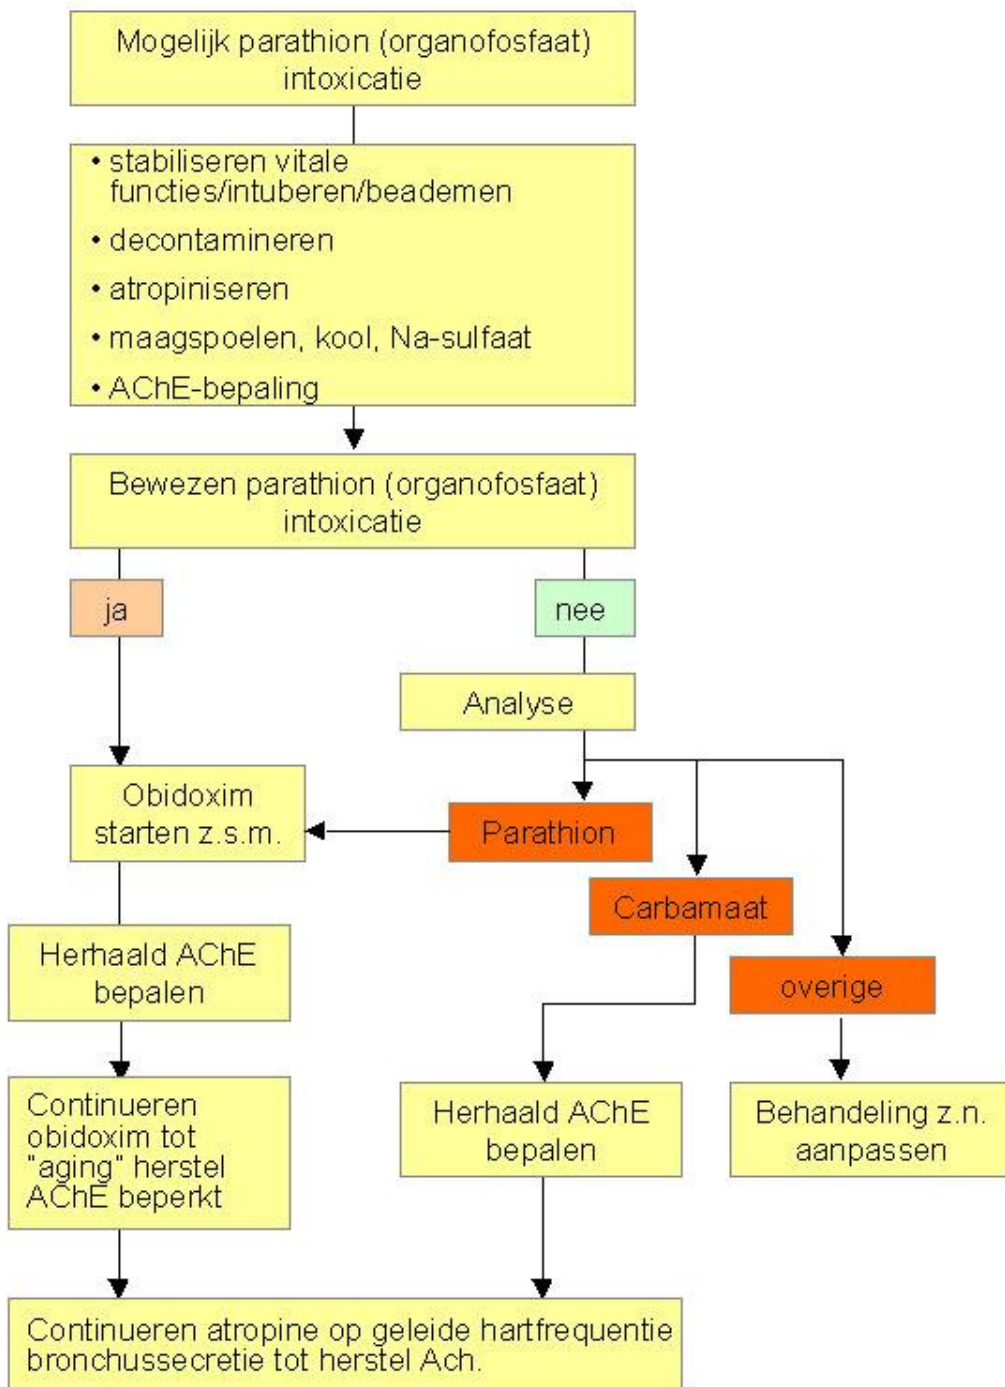 Mogelijk parathion (organofosfaat)
intoxicatie
• stabiliseren vitale
functies/intuberen/beademen
• decontamineren
• atropiniseren
• maagspoelen, kool, Na-sulfaat
• AChE-bepaling
Bewezen parathion (organofosfaat)
intoxicatie
ja
nee
Analyse
Obidoxim
starten z.s.m.
Parathion
Carbamaat
overige
Herhaald AChE
bepalen
Continueren
obidoxim tot
"aging" herstel
AChE beperkt
Herhaald AChE
bepalen
Behandeling z.n.
aanpassen
Continueren atropine op geleide hartfrequentie
bronchussecretie tot herstel Ach.